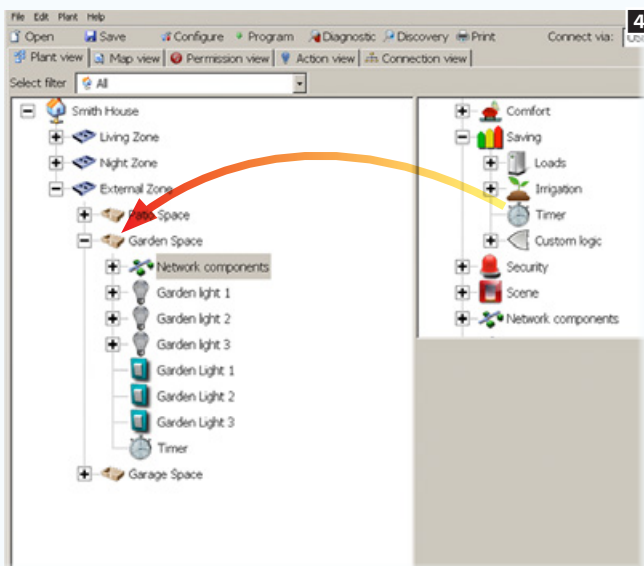 File Edit Plant Help
4
Open Save Configure Program Diagnostic Discovery Print Connect via:
Plant view Map view Permission view Action view Connection view
Select filter All
Smith House
Living Zone
Night Zone
External Zone
Patio Space
Garden Space
Network components
Garden light 1
Garden light 2
Garden light 3
Garden Light 1
Garden Light 2
Garden Light 3
Timer
Garage Space
Comfort
Saving
Loads
Irrigation
Timer
Custom logic
Security
Scene
Network components